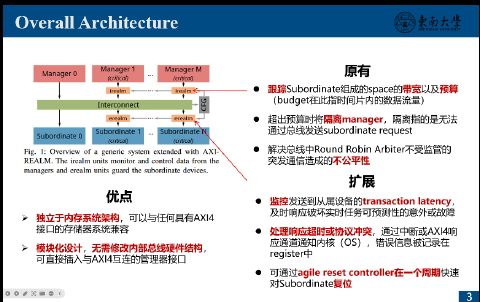 Overall Architecture
東南大學
Manager 0
Manager 1
(critical)
...
Manager M
(critical)
irealm
irealm
Interconnect
CFG
erealm
erealm
Subordinate 0
Subordinate 1
(critical)
...
Subordinate N
(critical)
Fig. 1: Overview of a generic system extended with AXI-
REALM. The irealm units monitor and control data from the
managers and erealm units guard the subordinate devices.
优点
独立于内存系统架构,可以与任何具有AXI4
接口的存储器系统兼容
模块化设计,无需修改内部总线硬件结构,
可直接插入与AXI4互连的管理器接口
原有
跟踪Subordinate组成的space的带宽以及预算
(budget在此指时间片内的数据流量)
超出预算时将隔离manager,隔离指的是无法
通过总线发送subordinate request
解决总线中Round Robin Arbiter不受监管的
突发通信造成的不公平性
扩展
监控发送到从属设备的transaction latency,
及时响应破坏实时任务可预测性的意外或故障
处理响应超时或协议冲突,通过中断或AXI4响
应通道通知内核(OS),错误信息被记录在
register中
可通过agile reset controller在一个周期快速
对Subordinate复位
3